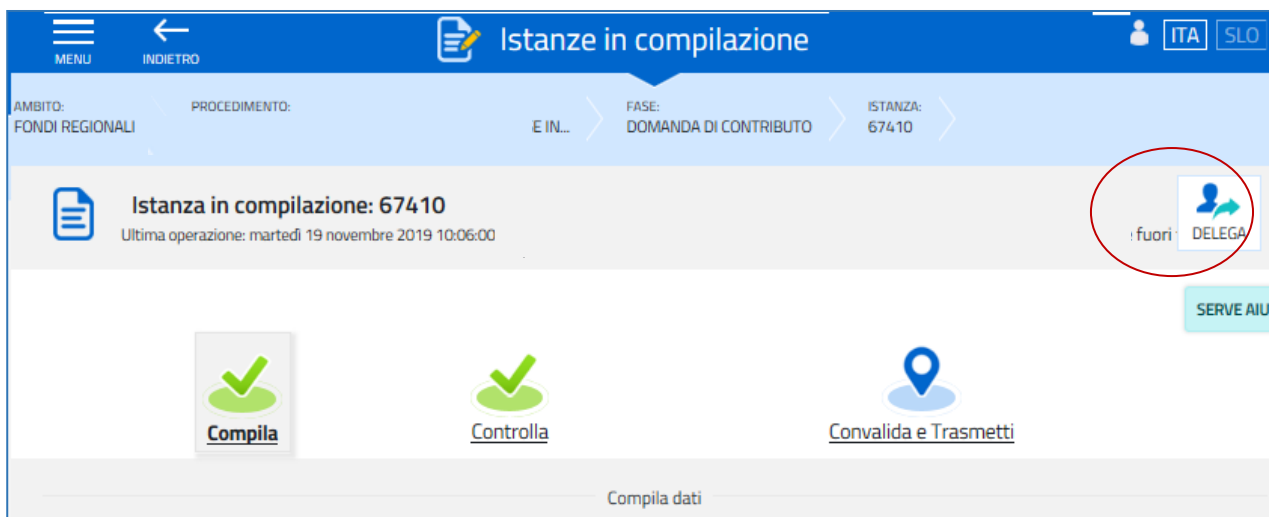 MENU
INDIETRO
Istanze in compilazione
ITA
SLO
AMBITO:
FONDI REGIONALI
PROCEDIMENTO:
E IN...
FASE:
DOMANDA DI CONTRIBUTO
ISTANZA:
67410
Istanza in compilazione: 67410
Ultima operazione: martedì 19 novembre 2019 10:06:00
fuori
DELEGA
SERVE AIU
Compila
Controlla
Convalida e Trasmetti
Compila dati